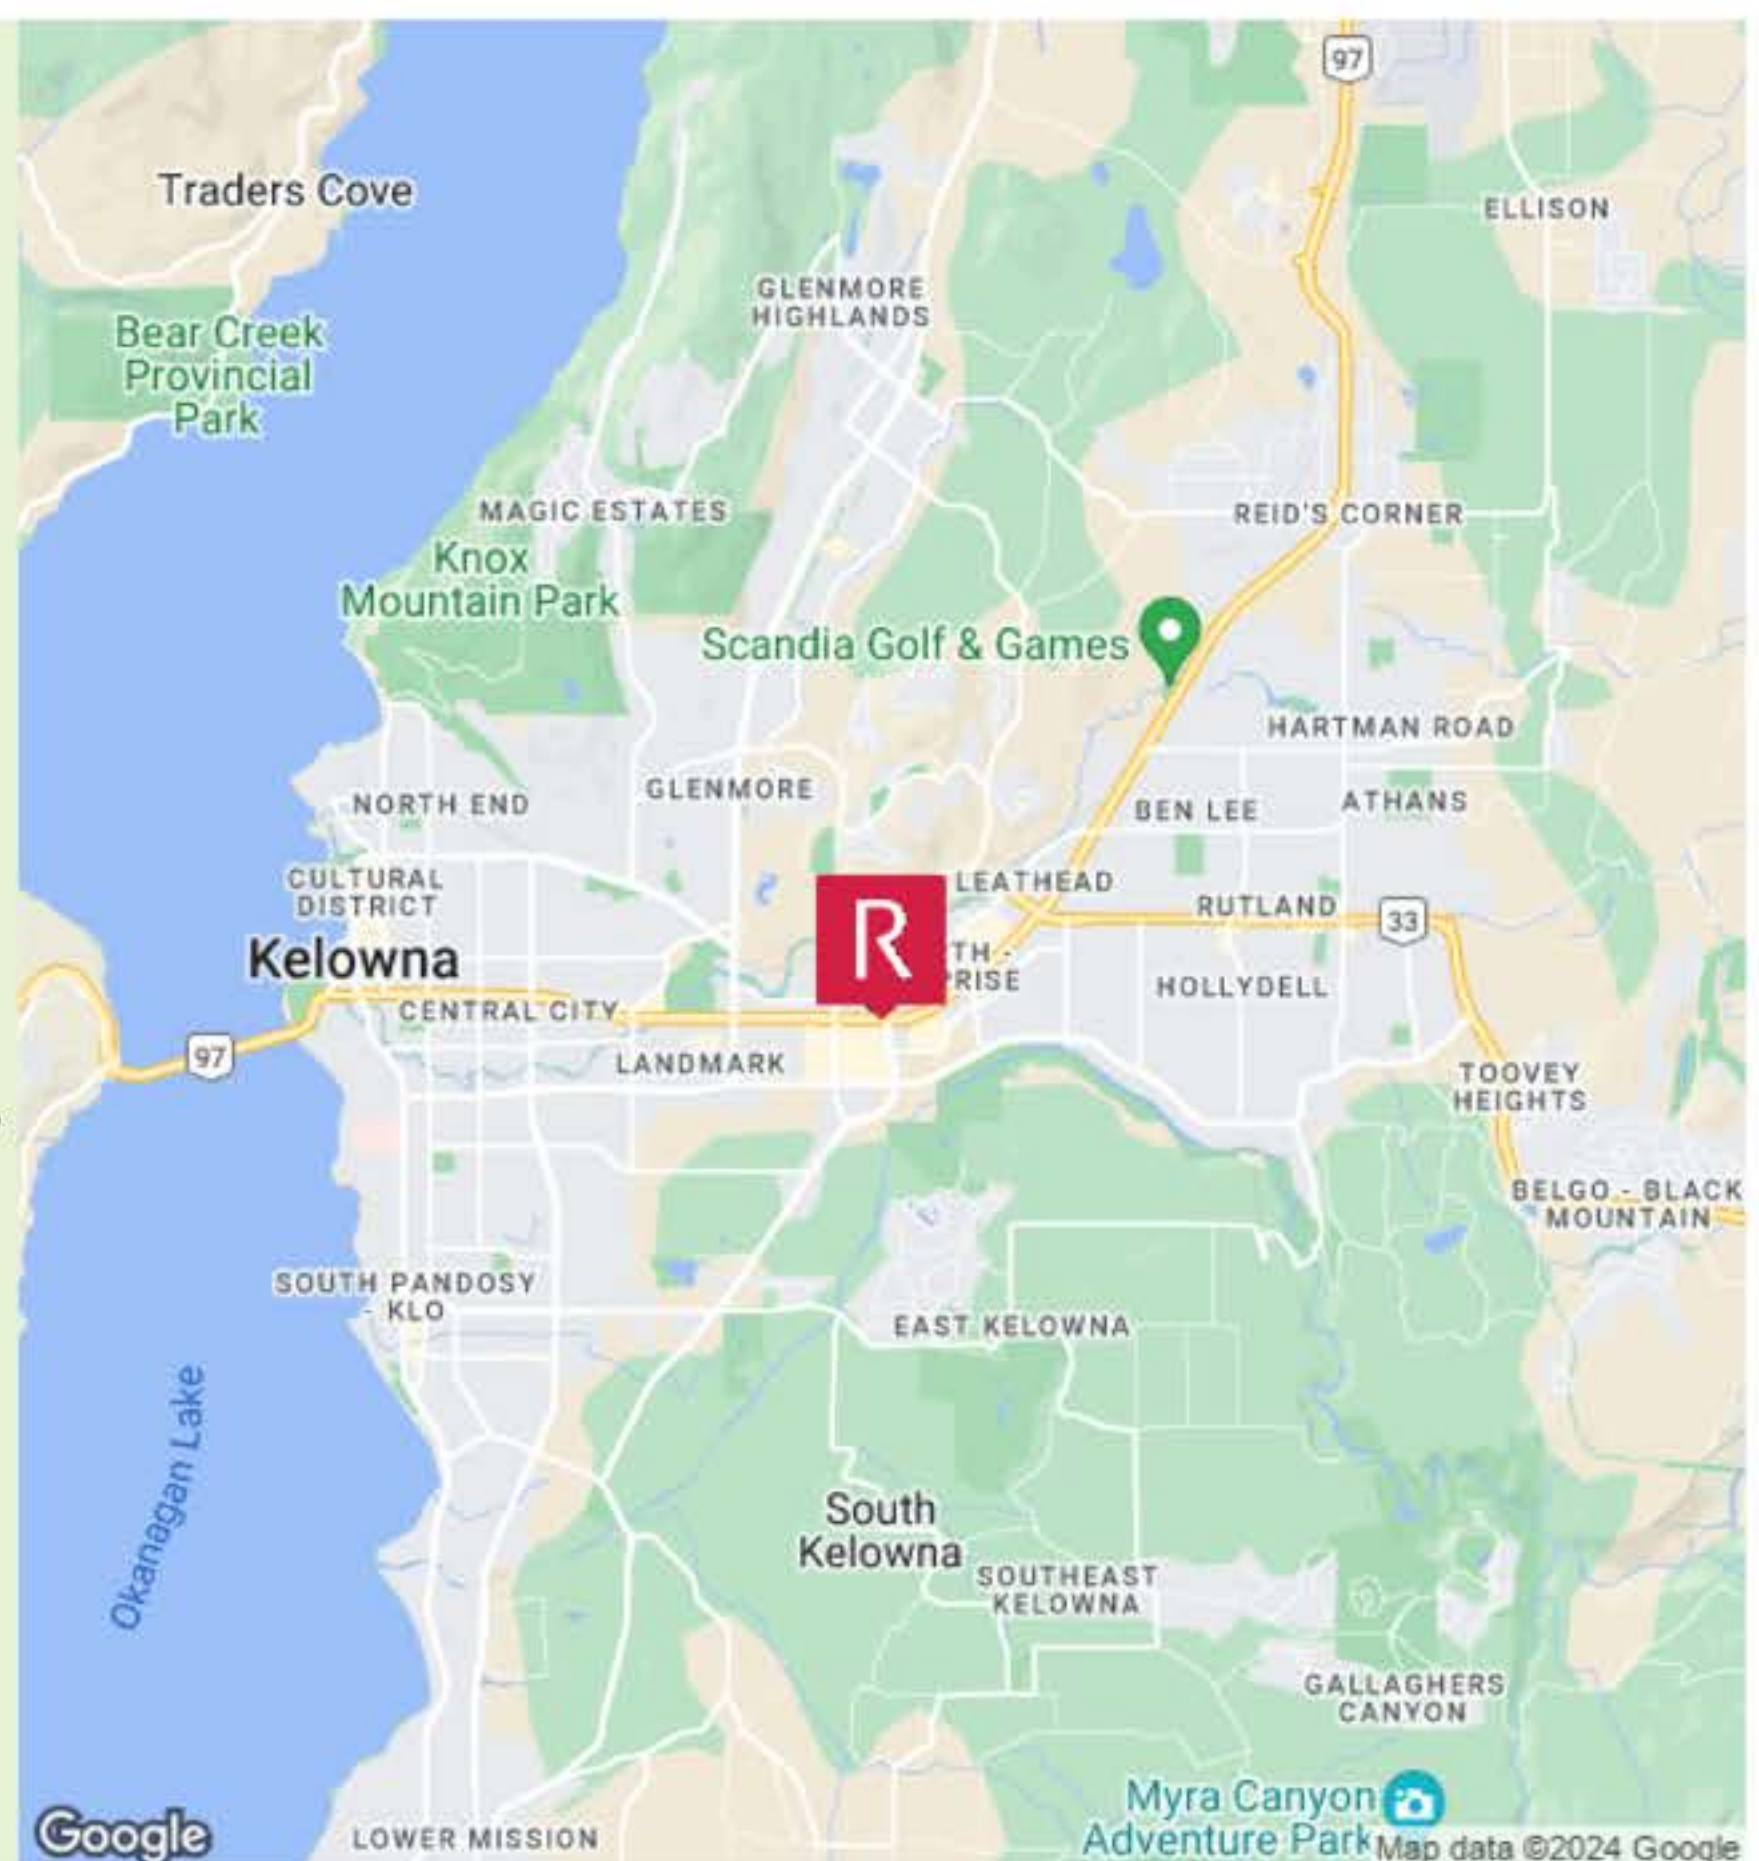 97
Traders Cove
ELLISON
GLENMORE
HIGHLANDS
Bear Creek
Provincial
Park
MAGIC ESTATES
REID'S CORNER
Knox
Mountain Park
Scandia Golf & Games
HARTMAN ROAD
GLENMORE
NORTH END
BEN LEE
ATHANS
CULTURAL
DISTRICT
LEATHEAD
RUTLAND
33
R
Kelowna
TH -
PRISE
HOLLYDELL
CENTRAL CITY
97
LANDMARK
TOOVEY
HEIGHTS
BELGO - BLACK
MOUNTAIN
SOUTH PANDOSY
- KLO
EAST KELOWNA
Okanagan Lake
South
Kelowna
SOUTHEAST
KELOWNA
GALLAGHERS
CANYON
Myra Canyon
Adventure Park
Google
LOWER MISSION
Map data ©2024 Google